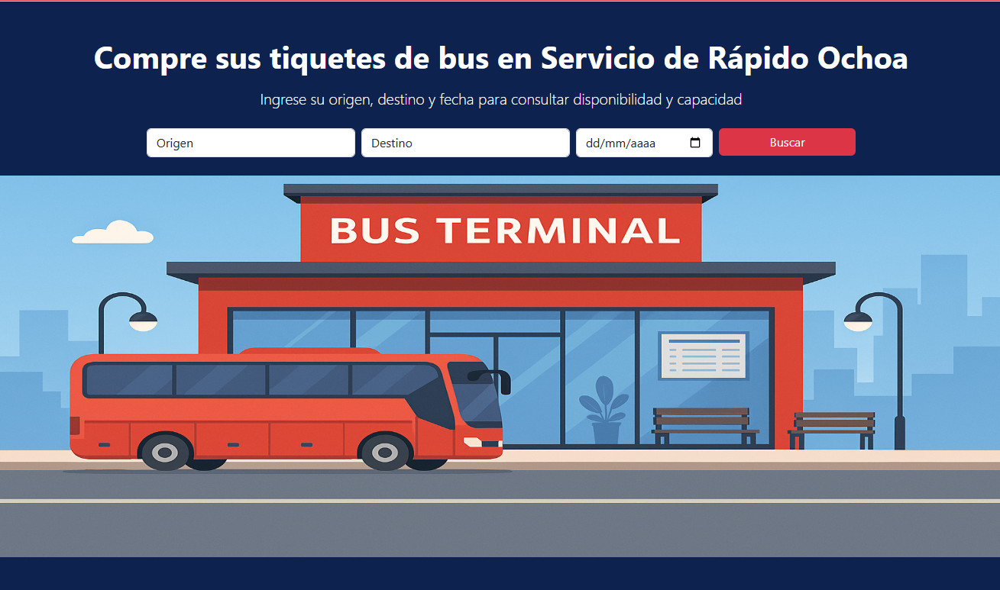 Compre sus tiquetes de bus en Servicio de Rápido Ochoa
Ingrese su origen, destino y fecha para consultar disponibilidad y capacidad
Origen
Destino
dd/mm/aaaa
Buscar
BUS TERMINAL